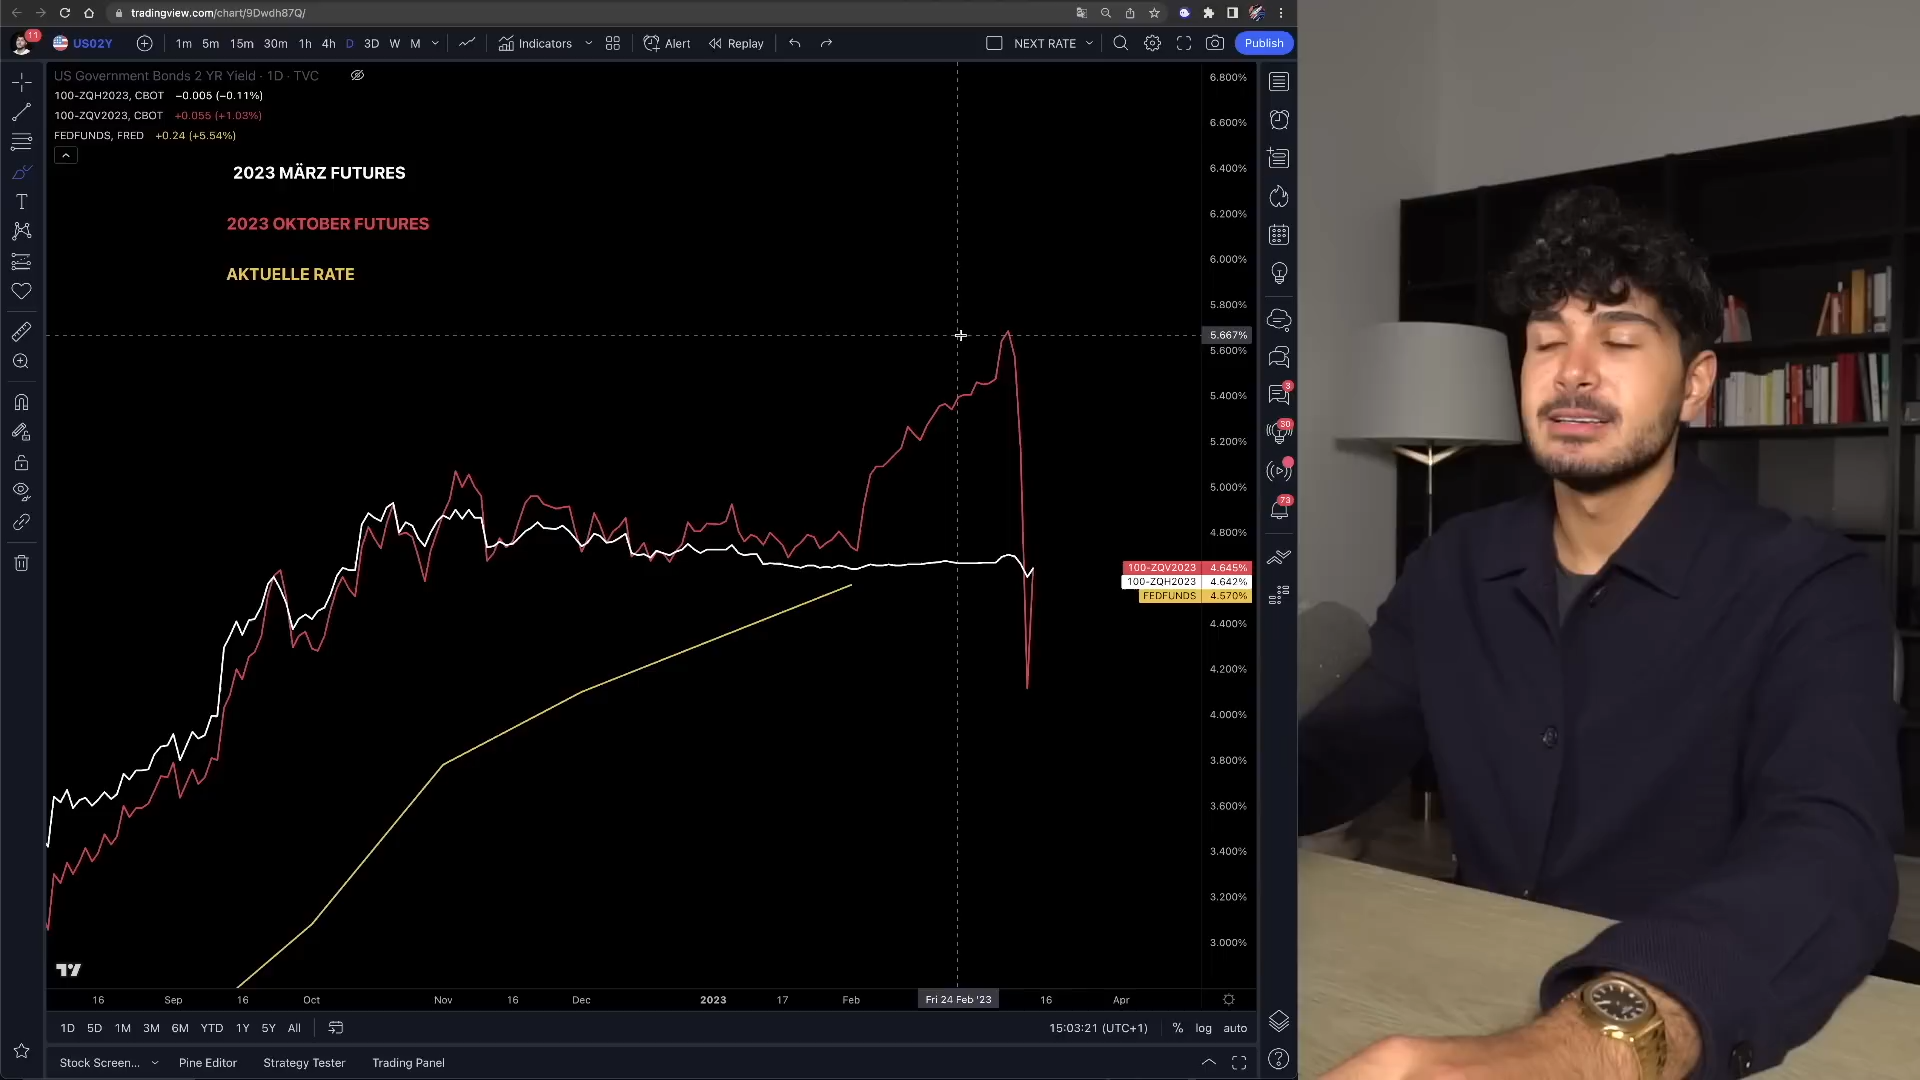 tradingview.com/chart/9Dwdh87Q/
11
US02Y
1m 5m 15m 30m 1h 4h D 3D W M
Indicators
Alert
Replay
NEXT RATE
Publish
US Government Bonds 2 YR Yield · 1D · TVC
100-ZQH2023, CBOT −0.005 (−0.11%)
100-ZQV2023, CBOT +0.055 (+1.03%)
FEDFUNDS, FRED +0.24 (+5.54%)
2023 MÄRZ FUTURES
2023 OKTOBER FUTURES
AKTUELLE RATE
6.800%
6.600%
6.400%
6.200%
6.000%
5.800%
5.667%
5.600%
5.400%
5.200%
5.000%
4.800%
100-ZQV2023 4.645%
100-ZQH2023 4.642%
FEDFUNDS 4.570%
4.400%
4.200%
4.000%
3.800%
3.600%
3.400%
3.200%
3.000%
3
30
73
16 Sep 16 Oct Nov 16 Dec 2023 17 Feb Fri 24 Feb '23 16 Apr
1D 5D 1M 3M 6M YTD 1Y 5Y All
15:03:21 (UTC+1) % log auto
Stock Screen... Pine Editor Strategy Tester Trading Panel